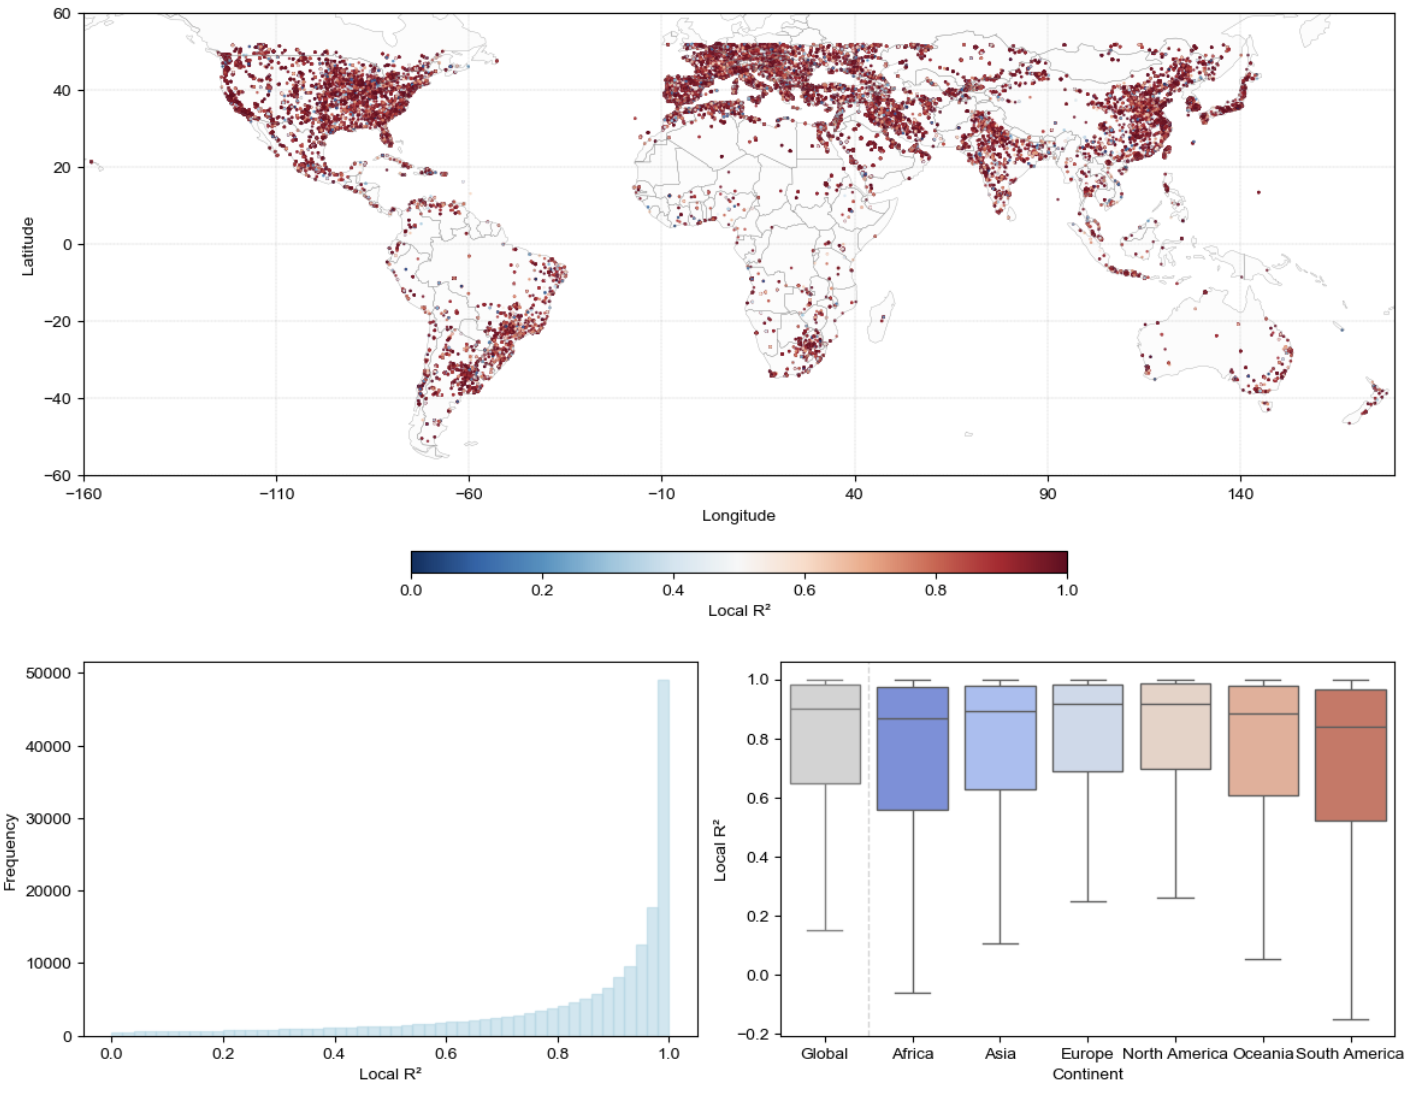 60
40
20
0
−20
−40
−60
Latitude
−160 −110 −60 −10 40 90 140
Longitude
0.0 0.2 0.4 0.6 0.8 1.0
Local R²
50000
40000
30000
20000
10000
0
Frequency
0.0 0.2 0.4 0.6 0.8 1.0
Local R²
1.0
0.8
0.6
0.4
0.2
0.0
−0.2
Local R²
Global Africa Asia Europe North America Oceania South America
Continent